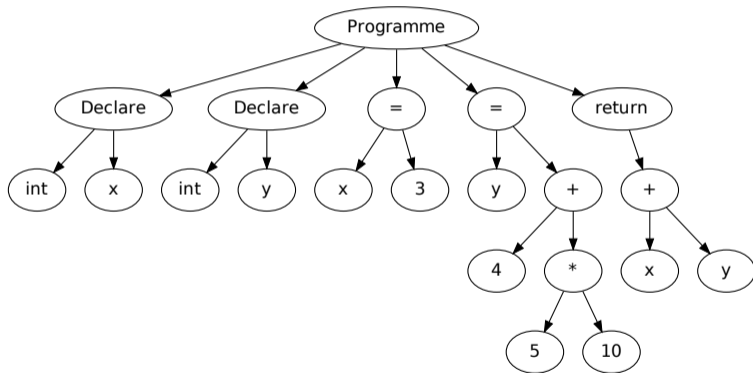 Programme
Declare Declare = = return
int x int y x 3 y + +
4 * x y
5 10